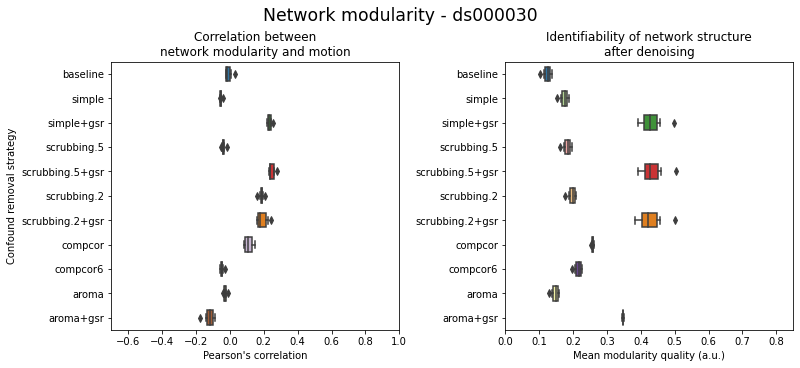 Network modularity - ds000030
Correlation between
network modularity and motion
Confound removal strategy
baseline
simple
simple+gsr
scrubbing.5
scrubbing.5+gsr
scrubbing.2
scrubbing.2+gsr
compcor
compcor6
aroma
aroma+gsr
−0.6 −0.4 −0.2 0.0 0.2 0.4 0.6 0.8 1.0
Pearson's correlation
Identifiability of network structure
after denoising
baseline
simple
simple+gsr
scrubbing.5
scrubbing.5+gsr
scrubbing.2
scrubbing.2+gsr
compcor
compcor6
aroma
aroma+gsr
0.0 0.1 0.2 0.3 0.4 0.5 0.6 0.7 0.8
Mean modularity quality (a.u.)